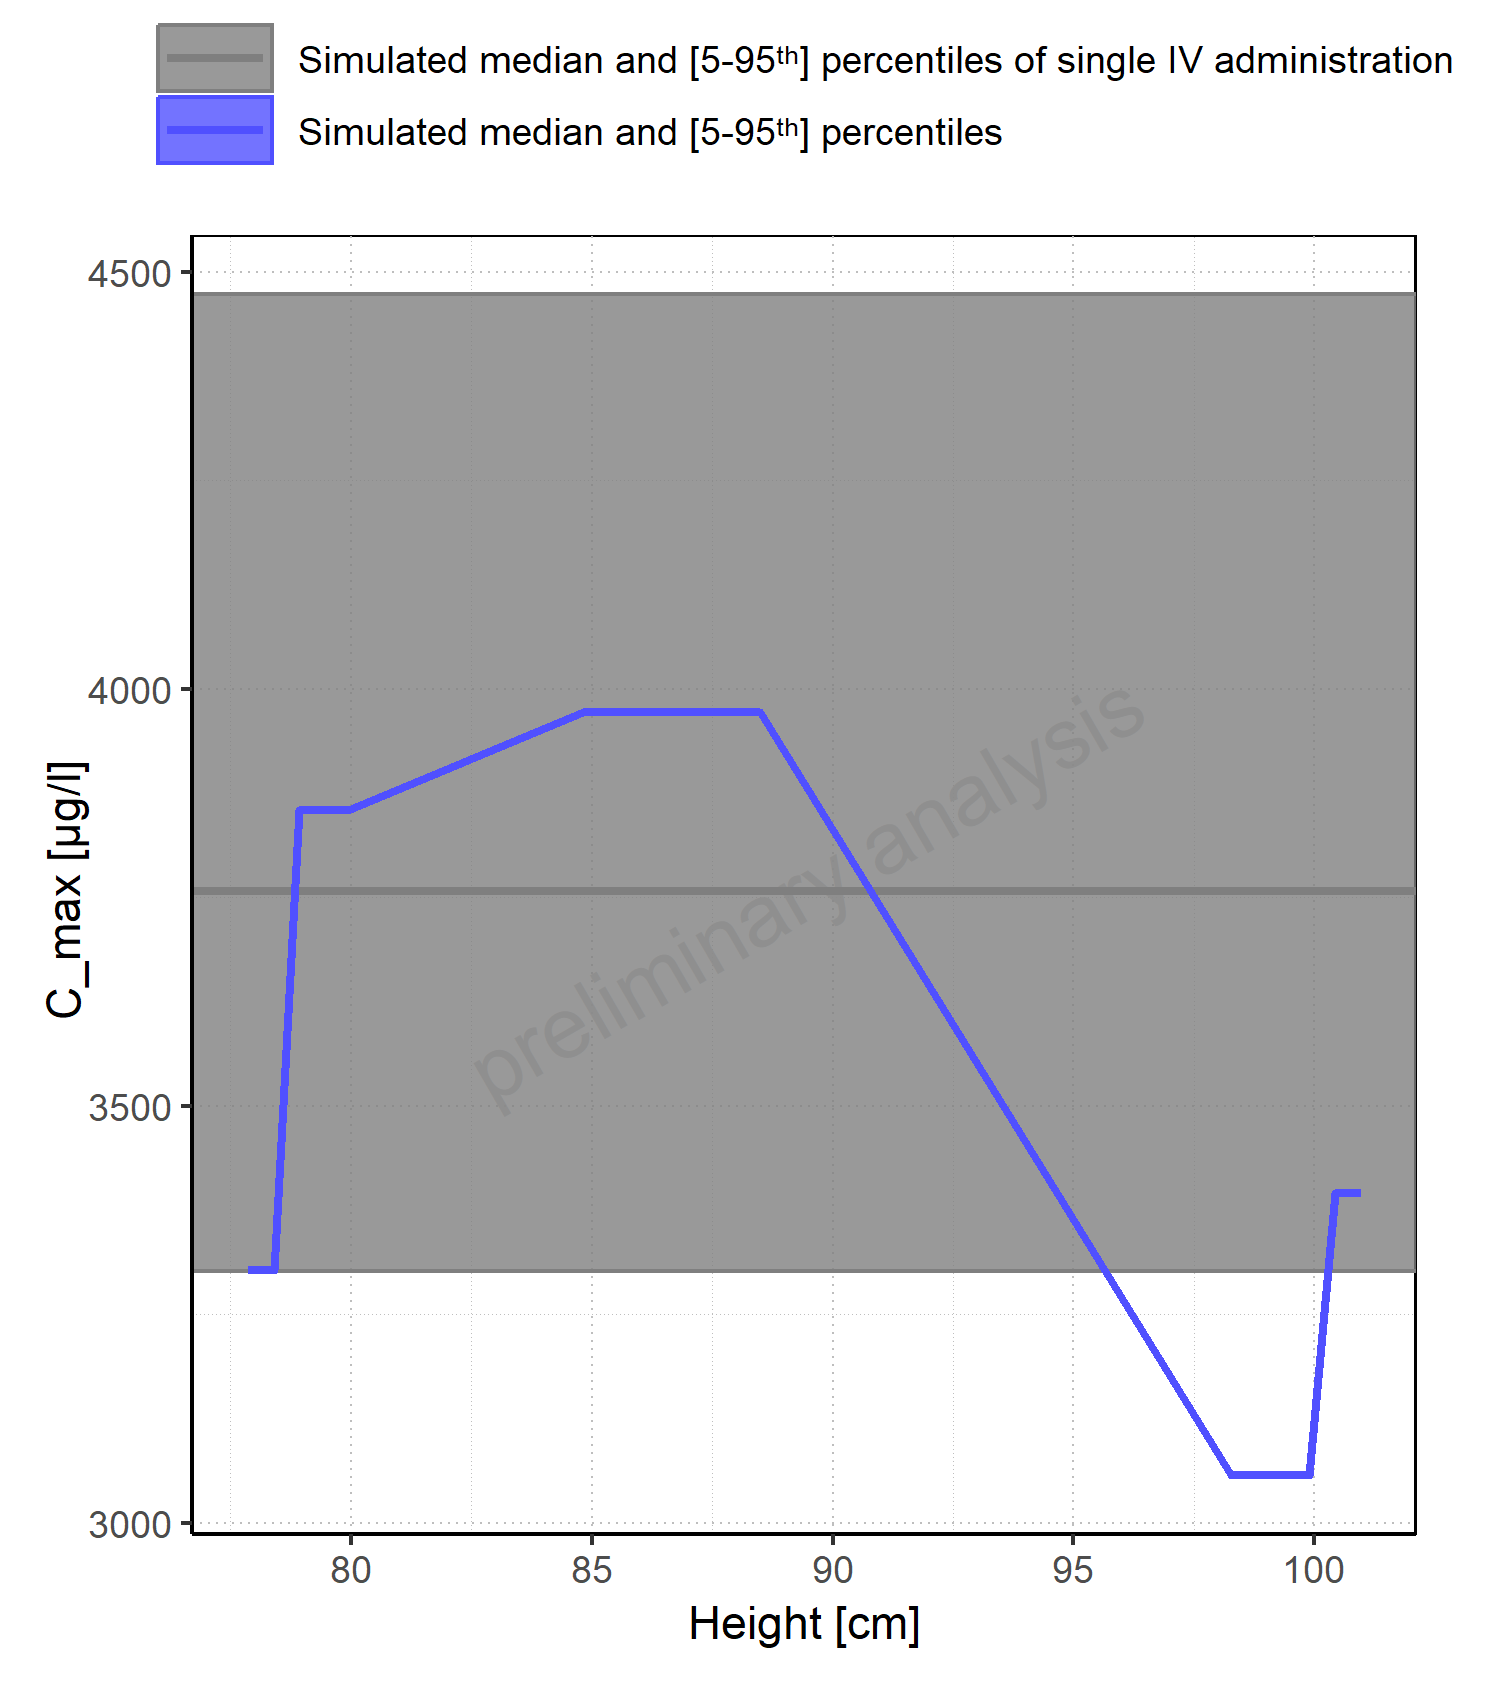 Simulated median and [5-95th] percentiles of single IV administration
Simulated median and [5-95th] percentiles
4500
4000
3500
3000
C_max [µg/l]
preliminary analysis
80 85 90 95 100
Height [cm]